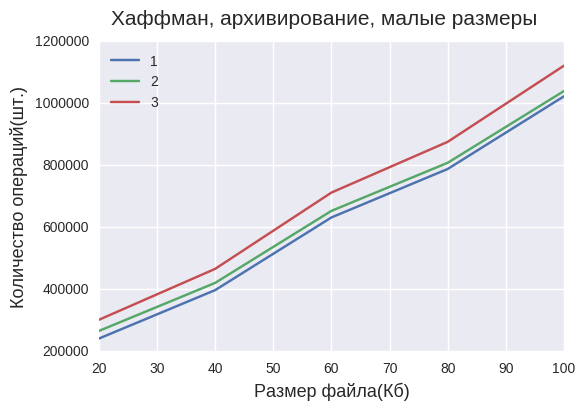 Хаффман, архивирование, малые размеры
1200000
1000000
800000
600000
400000
200000
Количество операций(шт.)
1
2
3
20 30 40 50 60 70 80 90 100
Размер файла(Кб)